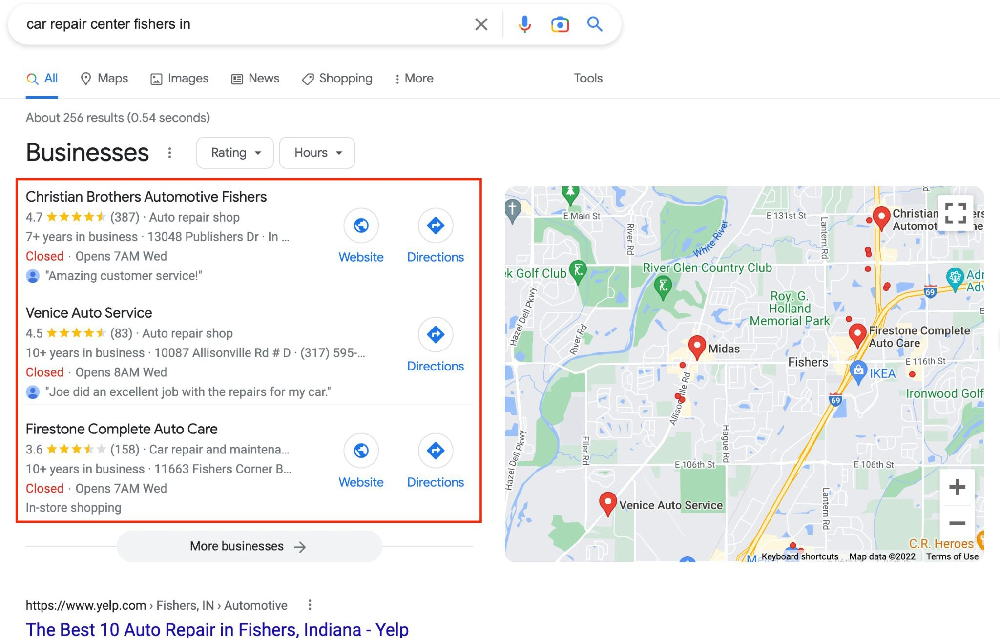 car repair center fishers in
All
Maps
Images
News
Shopping
More
Tools
About 256 results (0.54 seconds)
Businesses
Rating
Hours
Christian Brothers Automotive Fishers
4.7 (387) · Auto repair shop
7+ years in business · 13048 Publishers Dr · In ...
Closed · Opens 7AM Wed
"Amazing customer service!"
Website
Directions
Venice Auto Service
4.5 (83) · Auto repair shop
10+ years in business · 10087 Allisonville Rd # D · (317) 595-...
Closed · Opens 8AM Wed
"Joe did an excellent job with the repairs for my car."
Directions
Firestone Complete Auto Care
3.6 (158) · Car repair and maintena...
10+ years in business · 11663 Fishers Corner B...
Closed · Opens 7AM Wed
In-store shopping
Website
Directions
More businesses
E Main St
River Rd
White River
E 131st St
Lantern Rd
Christian
Automot
ek Golf Club
River Glen Country Club
Hazel Dell Pkwy
River Rd
Roy. G.
Holland
Memorial Park
69
Adr
Adv
Firestone Complete
Auto Care
Midas
Fishers
E 116th St
IKEA
Allisonville Rd
69
Ironwood Golf
Hazel Dell Pkwy
Eller Rd
Hague Rd
E 106th St
E 106th St
Lantern Rd
Venice Auto Service
C.R. Heroes
Keyboard shortcuts
Map data ©2022
Terms of Use
https://www.yelp.com › Fishers, IN › Automotive
The Best 10 Auto Repair in Fishers, Indiana - Yelp